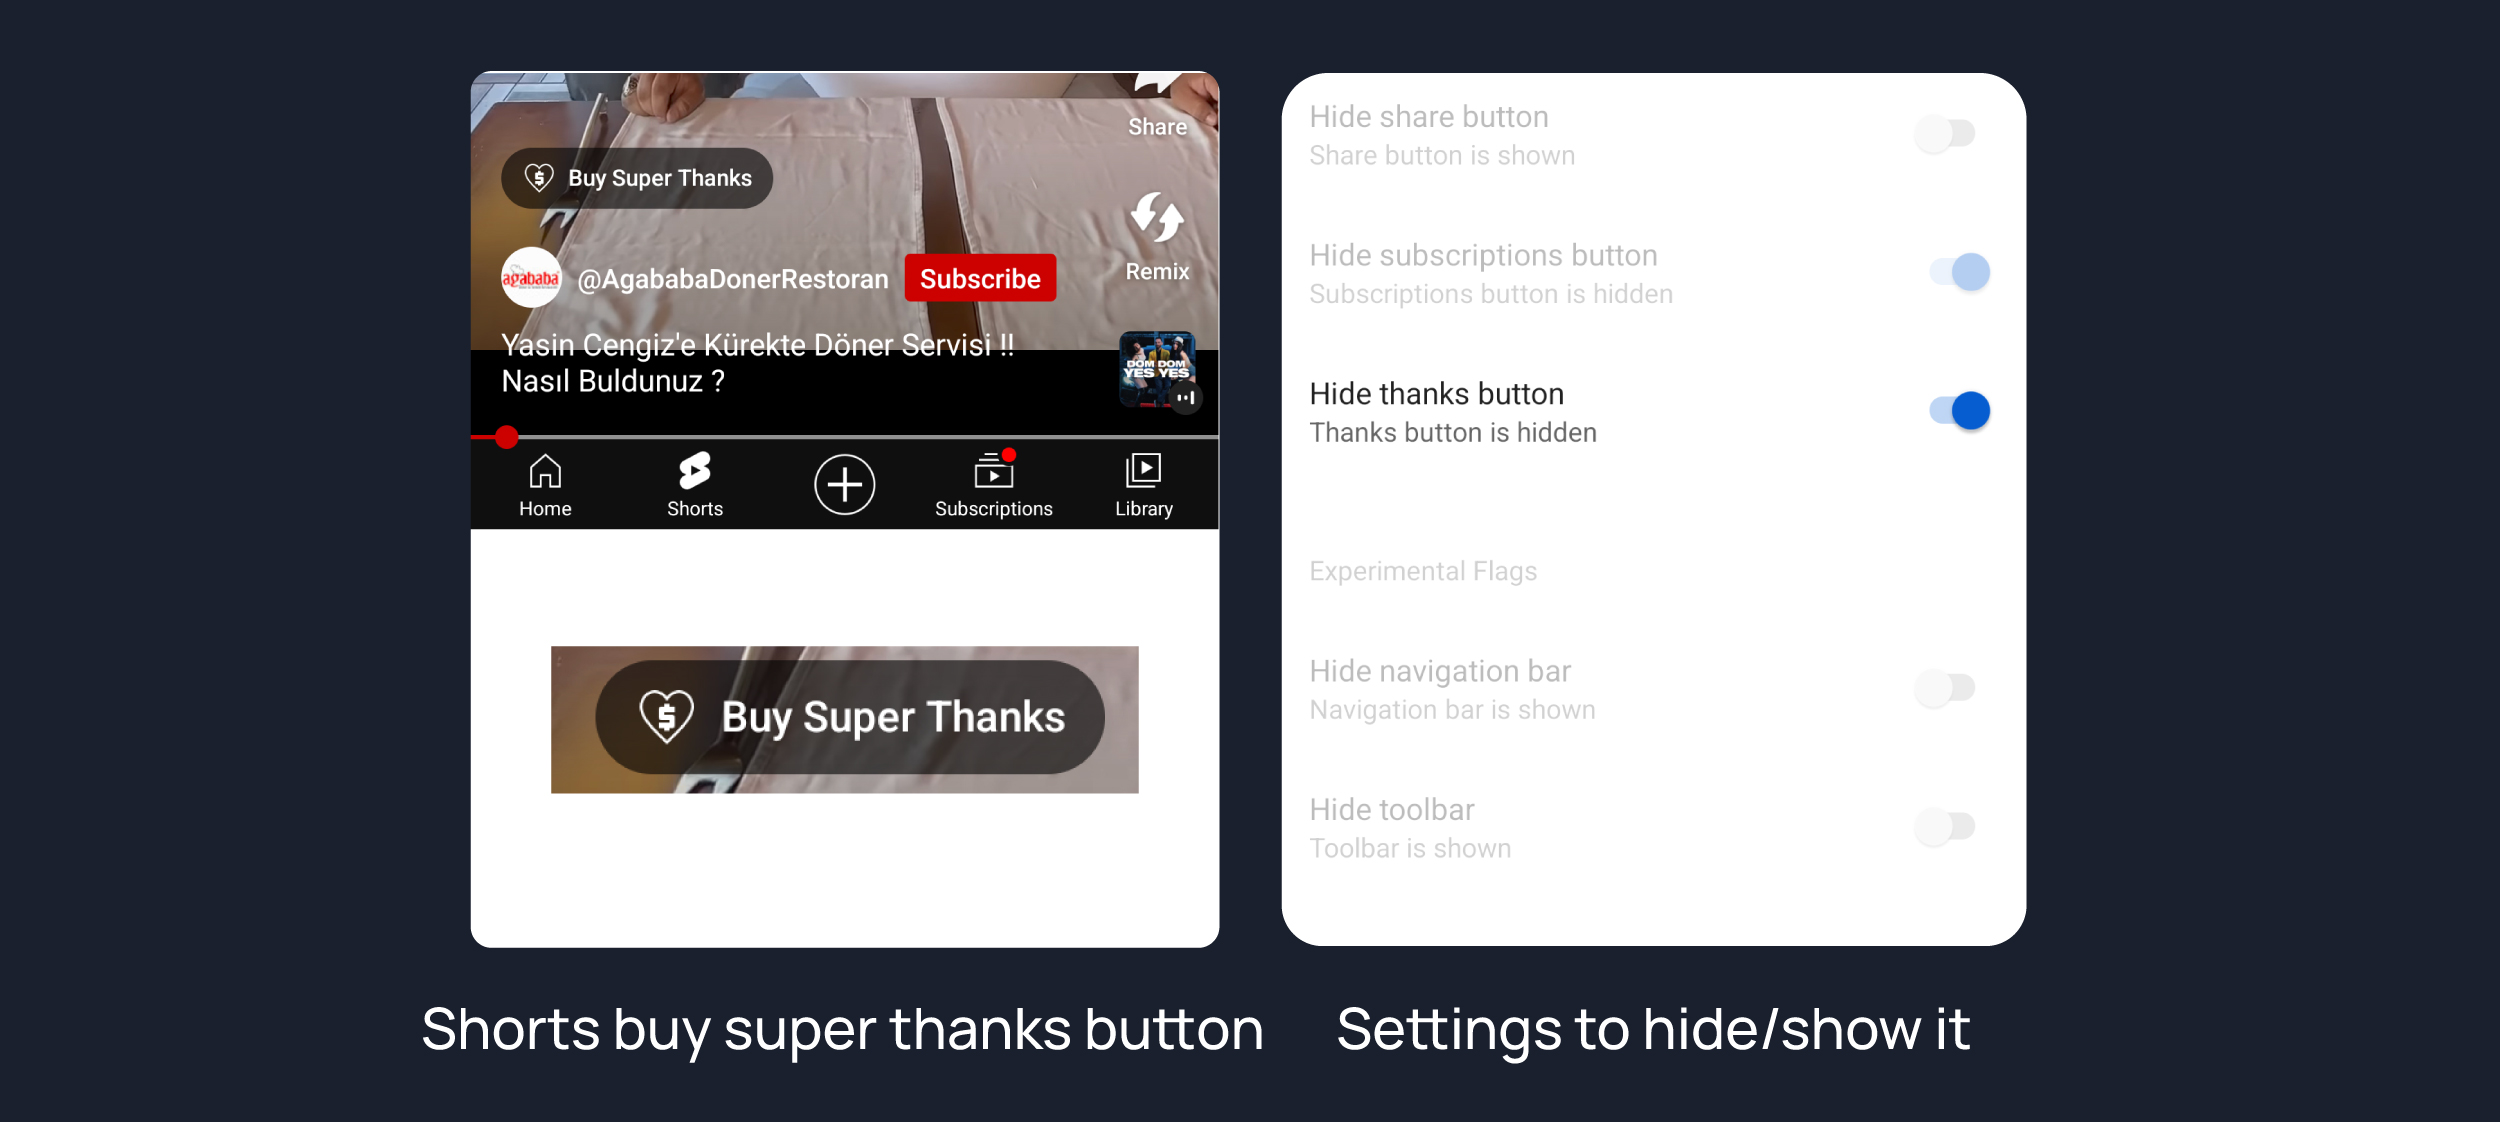 Share
Buy Super Thanks
Remix
agababa
@AgababaDonerRestoran
Subscribe
Yasin Cengiz'e Kürekte Döner Servisi !!
Nasıl Buldunuz ?
DOM DOM
YES YES
Home
Shorts
Subscriptions
Library
Buy Super Thanks
Shorts buy super thanks button
Hide share button
Share button is shown
Hide subscriptions button
Subscriptions button is hidden
Hide thanks button
Thanks button is hidden
Experimental Flags
Hide navigation bar
Navigation bar is shown
Hide toolbar
Toolbar is shown
Settings to hide/show it